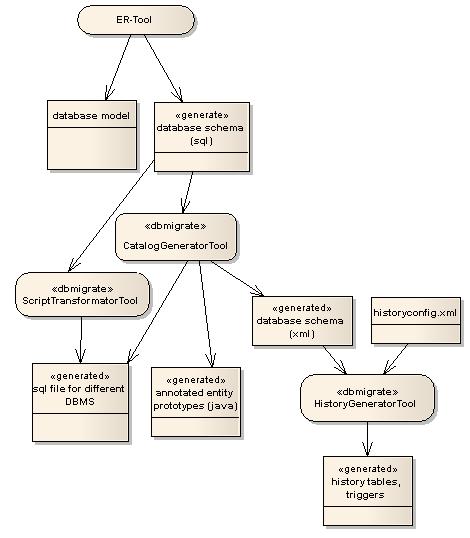 ER-Tool
database model
«generate»
database schema
(sql)
«dbmigrate»
CatalogGeneratorTool
«dbmigrate»
ScriptTransformatorTool
«generated»
database schema
(xml)
historyconfig.xml
«generated»
sql file for different
DBMS
«generated»
annotated entity
prototypes (java)
«dbmigrate»
HistoryGeneratorTool
«generated»
history tables,
triggers